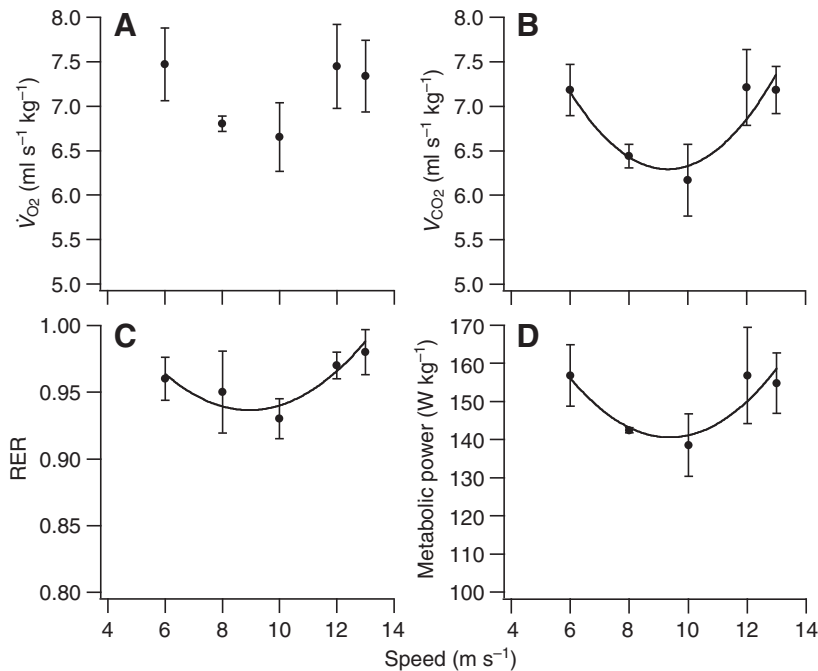 A
8.0
7.5
7.0
6.5
6.0
5.5
5.0
V̇O2 (ml s–1 kg–1)
B
8.0
7.5
7.0
6.5
6.0
5.5
5.0
VCO2 (ml s–1 kg–1)
C
1.00
0.95
0.90
0.85
0.80
RER
4 6 8 10 12 14
D
170
160
150
140
130
120
110
100
Metabolic power (W kg–1)
4 6 8 10 12 14
Speed (m s–1)